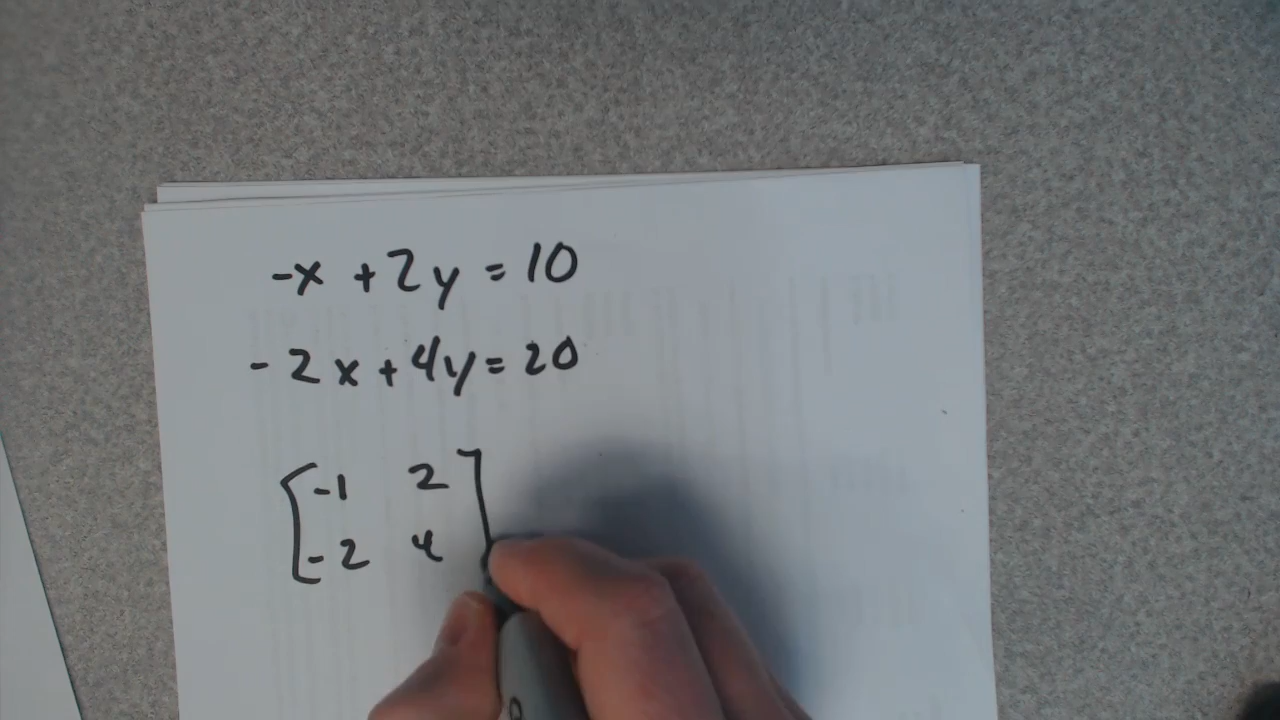 -x + 2y = 10
-2x + 4y = 20
[-1 2]
[-2 4]